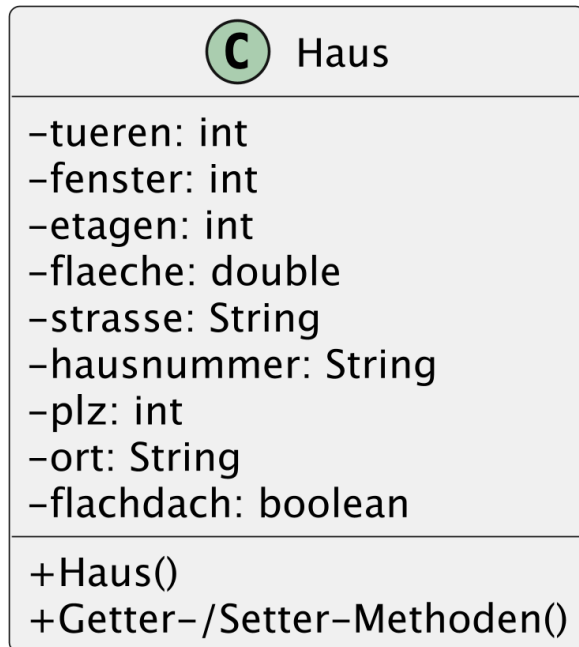 C Haus
-tueren: int
-fenster: int
-etagen: int
-flaeche: double
-strasse: String
-hausnummer: String
-plz: int
-ort: String
-flachdach: boolean
+Haus()
+Getter-/Setter-Methoden()